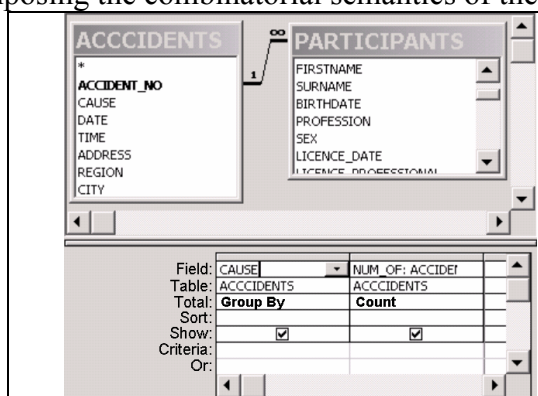 posing the combinatorial semantics of the
ACCCIDENTS
*
ACCIDENT_NO
CAUSE
DATE
TIME
ADDRESS
REGION
CITY
1
∞
PARTICIPANTS
FIRSTNAME
SURNAME
BIRTHDATE
PROFESSION
SEX
LICENCE_DATE
LICENCE_PROFESSIONAL
Field: CAUSE NUM_OF: ACCIDEN
Table: ACCCIDENTS ACCCIDENTS
Total: Group By Count
Sort:
Show:
Criteria:
Or: